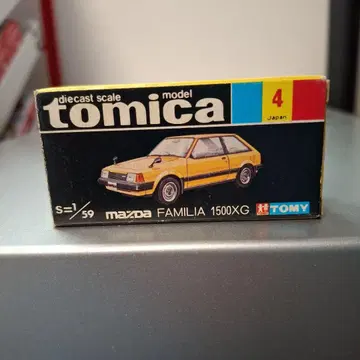 diecast scale model
tomica
4
Japan
S=1/59
mazda FAMILIA 1500XG
TOMY